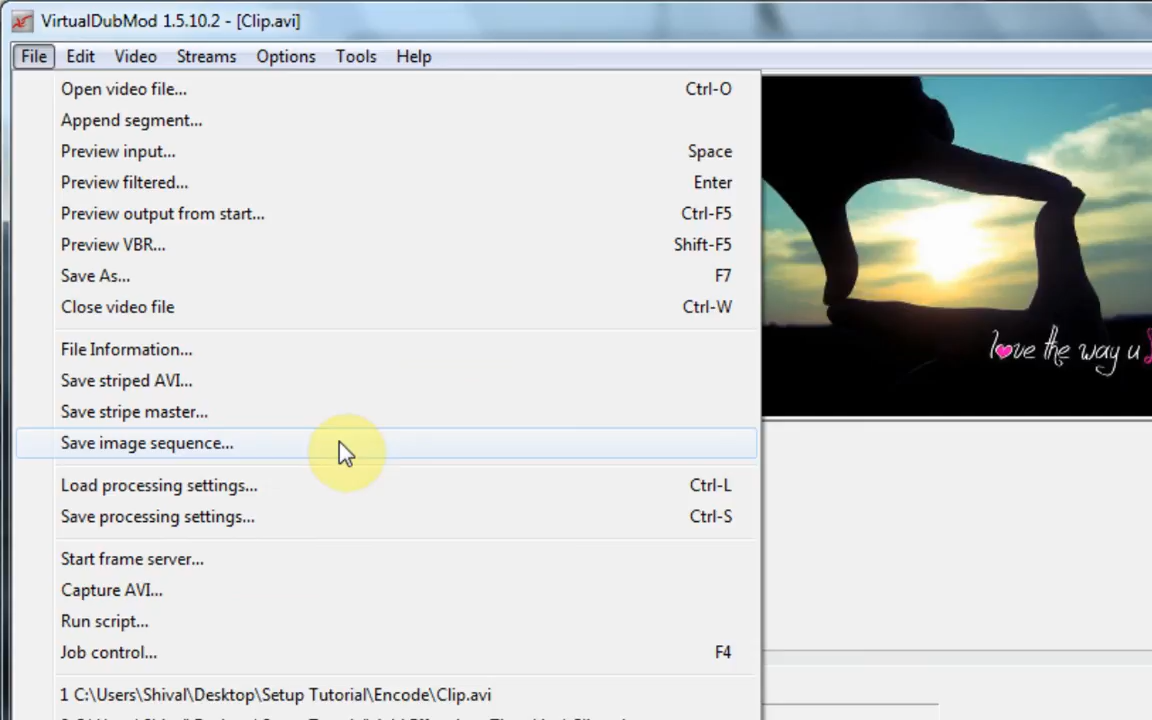 VirtualDubMod 1.5.10.2 - [Clip.avi]
File Edit Video Streams Options Tools Help
Open video file... Ctrl-O
Append segment...
Preview input... Space
Preview filtered... Enter
Preview output from start... Ctrl-F5
Preview VBR... Shift-F5
Save As... F7
Close video file Ctrl-W
love the way u
File Information...
Save striped AVI...
Save stripe master...
Save image sequence...
Load processing settings... Ctrl-L
Save processing settings... Ctrl-S
Start frame server...
Capture AVI...
Run script...
Job control... F4
1 C:\Users\Shival\Desktop\Setup Tutorial\Encode\Clip.avi